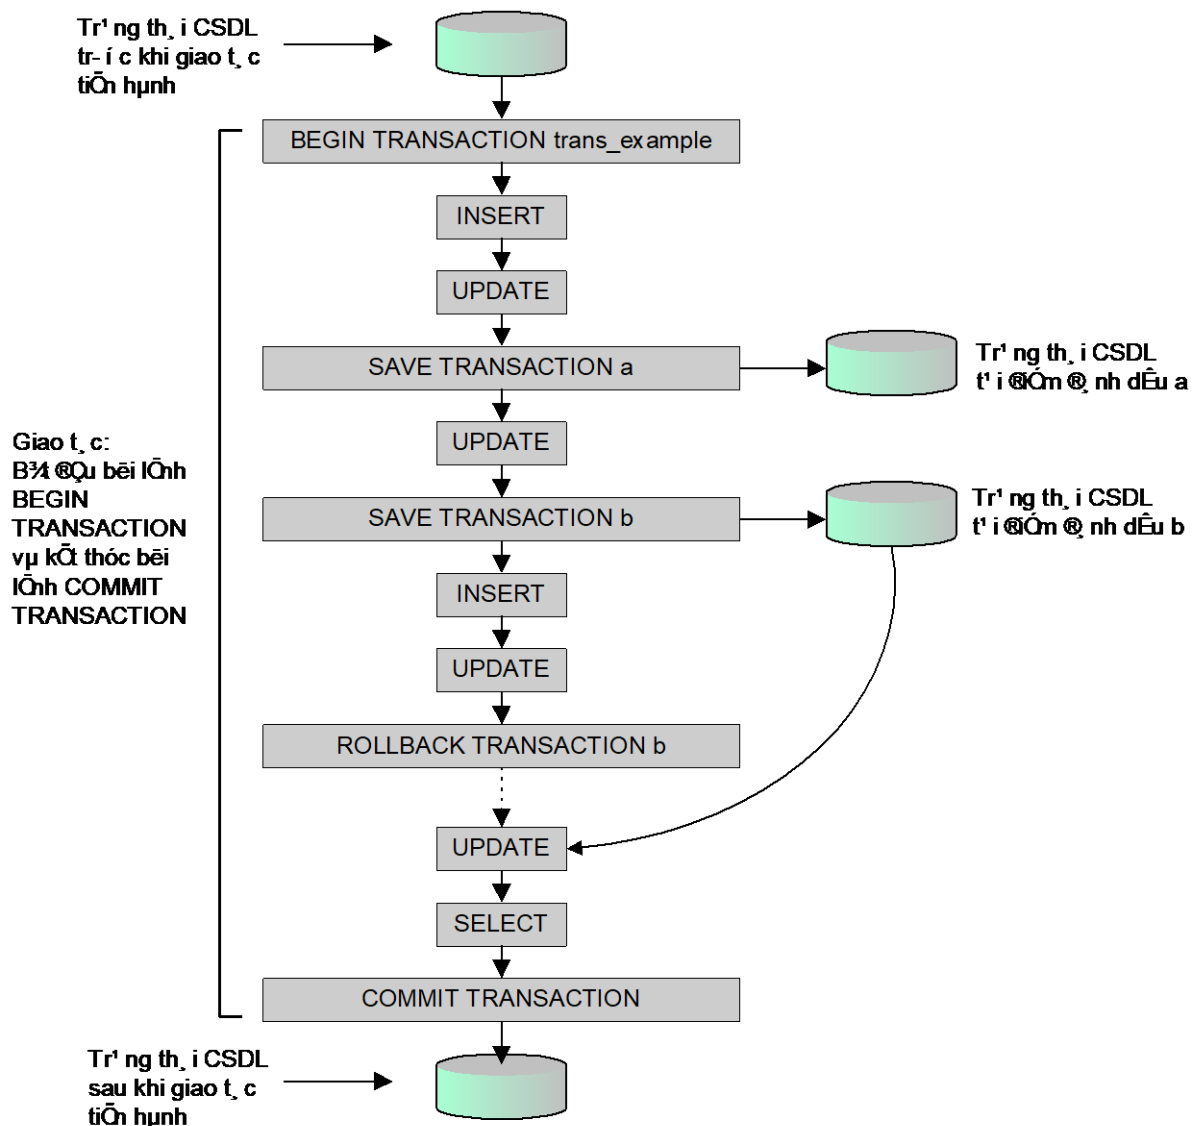 Tr¹ ng th¸ i CSDL
tr­ í c khi giao t¸ c
tiÕn hµnh
BEGIN TRANSACTION trans_example
INSERT
UPDATE
SAVE TRANSACTION a
Tr¹ ng th¸ i CSDL
t¹ i ®iÓm ®¸ nh dÊu a
UPDATE
Giao t¸ c:
B¾t ®Çu bëi lÖnh
BEGIN
TRANSACTION
vµ kÕt thóc bëi
lÖnh COMMIT
TRANSACTION
SAVE TRANSACTION b
Tr¹ ng th¸ i CSDL
t¹ i ®iÓm ®¸ nh dÊu b
INSERT
UPDATE
ROLLBACK TRANSACTION b
UPDATE
SELECT
COMMIT TRANSACTION
Tr¹ ng th¸ i CSDL
sau khi giao t¸ c
tiÕn hµnh